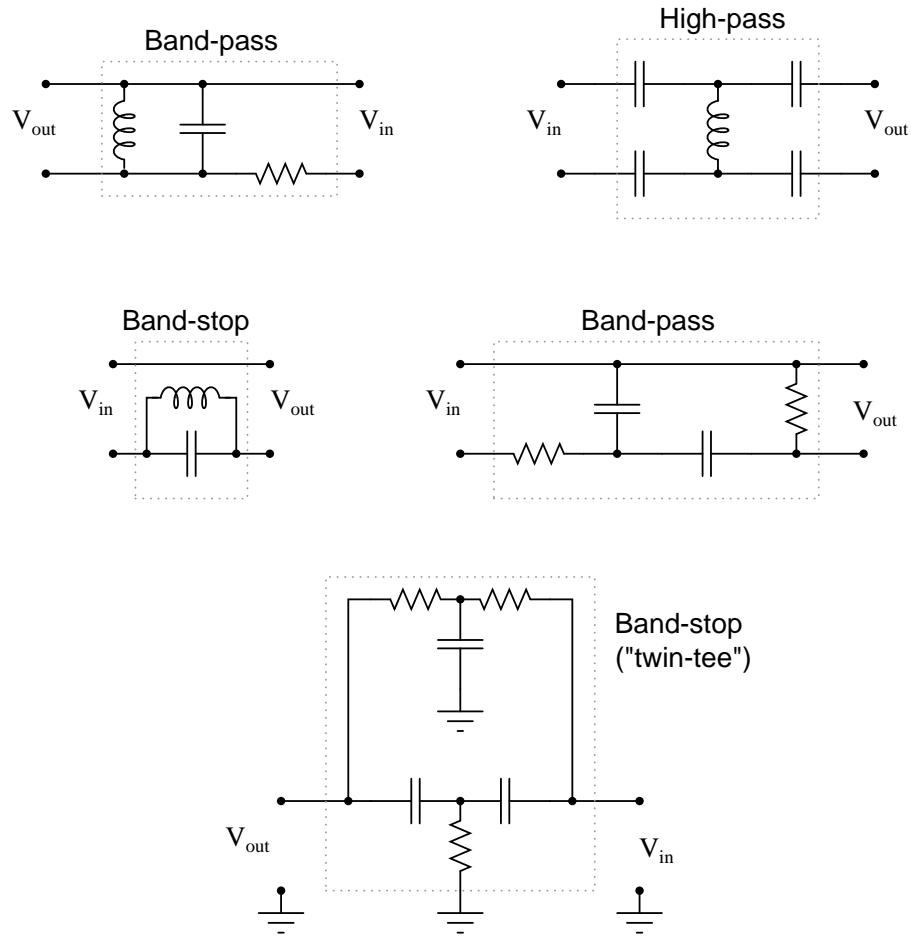 Band-pass
V_out
V_in
High-pass
V_in
V_out
Band-stop
V_in
V_out
Band-pass
V_in
V_out
Band-stop
("twin-tee")
V_out
V_in